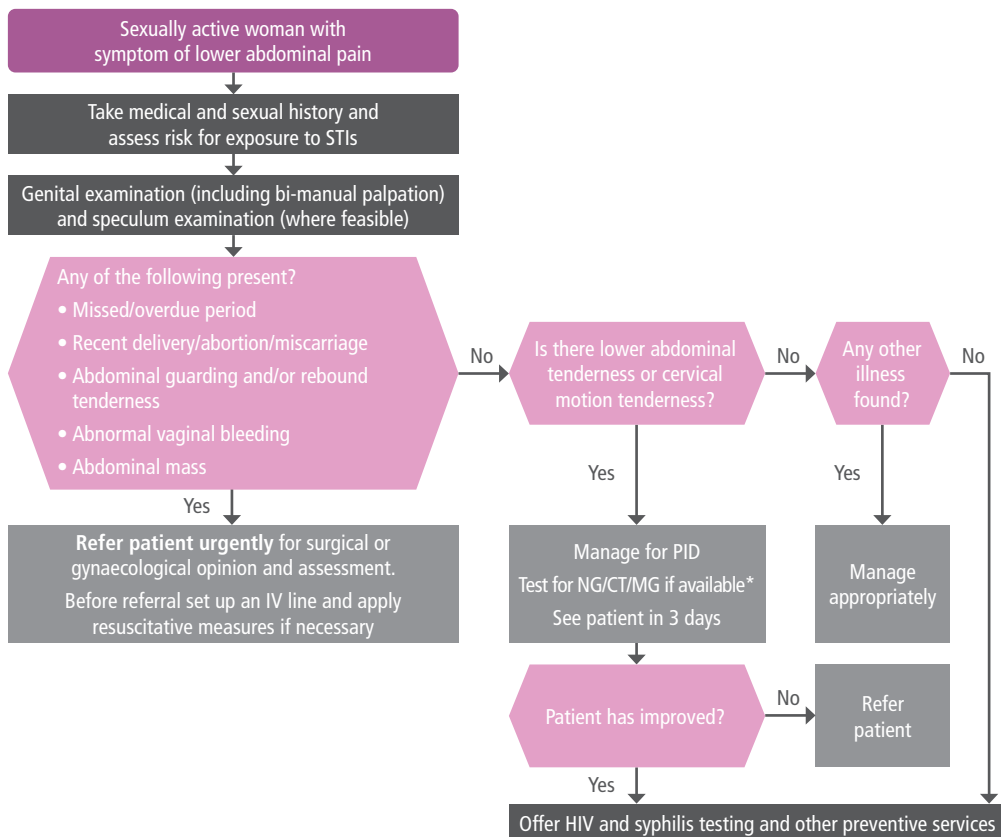 Sexually active woman with
symptom of lower abdominal pain
Take medical and sexual history and
assess risk for exposure to STIs
Genital examination (including bi-manual palpation)
and speculum examination (where feasible)
Any of the following present?
• Missed/overdue period
• Recent delivery/abortion/miscarriage
• Abdominal guarding and/or rebound
tenderness
• Abnormal vaginal bleeding
• Abdominal mass
No
Is there lower abdominal
tenderness or cervical
motion tenderness?
No
Any other
illness
found?
No
Yes
Yes
Yes
Refer patient urgently for surgical or
gynaecological opinion and assessment.
Before referral set up an IV line and apply
resuscitative measures if necessary
Manage for PID
Test for NG/CT/MG if available*
See patient in 3 days
Manage
appropriately
Patient has improved?
No
Refer
patient
Yes
Offer HIV and syphilis testing and other preventive services